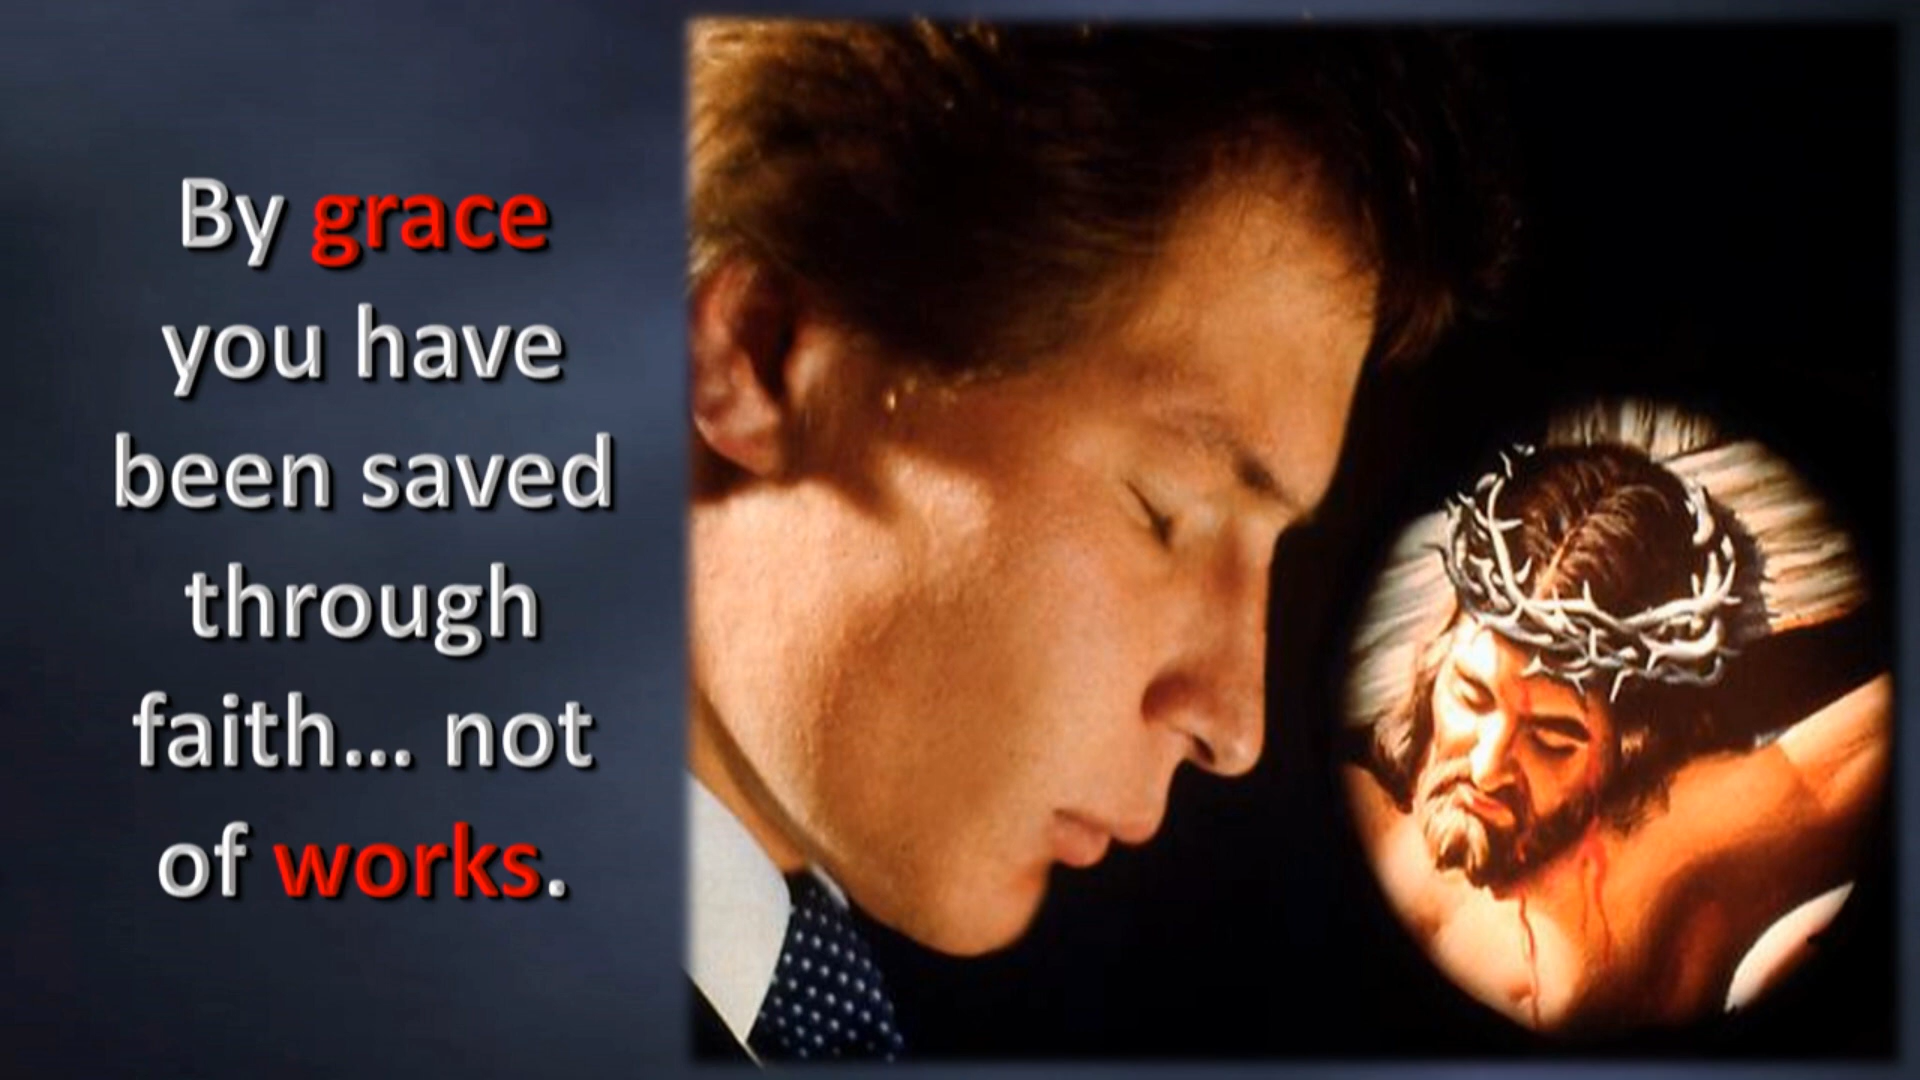 By grace
you have
been saved
through
faith... not
of works.